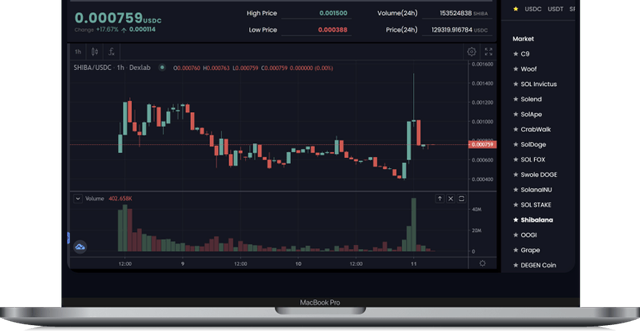 0.000759USDC
Change +17.67% ↑ 0.000114
High Price 0.001500
Low Price 0.000388
Volume(24h) 153524838 SHIBA
Price(24h) 129319.916784 USDC
★ USDC USDT
1h
SHIBA/USDC · 1h · Dexlab O0.000760 H0.000763 L0.000759 C0.000759 0.000000 (0.00%)
0.001600
0.001400
0.001200
0.001000
0.000759
0.000600
0.000400
Volume 402.658K
40M
20M
0.0000
12:00 9 12:00 10 12:00 11
Market
★ C9
★ Woof
★ SOL Invictus
★ Solend
★ SolApe
★ CrabWalk
★ SolDoge
★ SOL FOX
★ Swole DOGE
★ SolanaINU
★ SOL STAKE
★ Shibalana
★ OOGI
★ Grape
★ DEGEN Coin
MacBook Pro